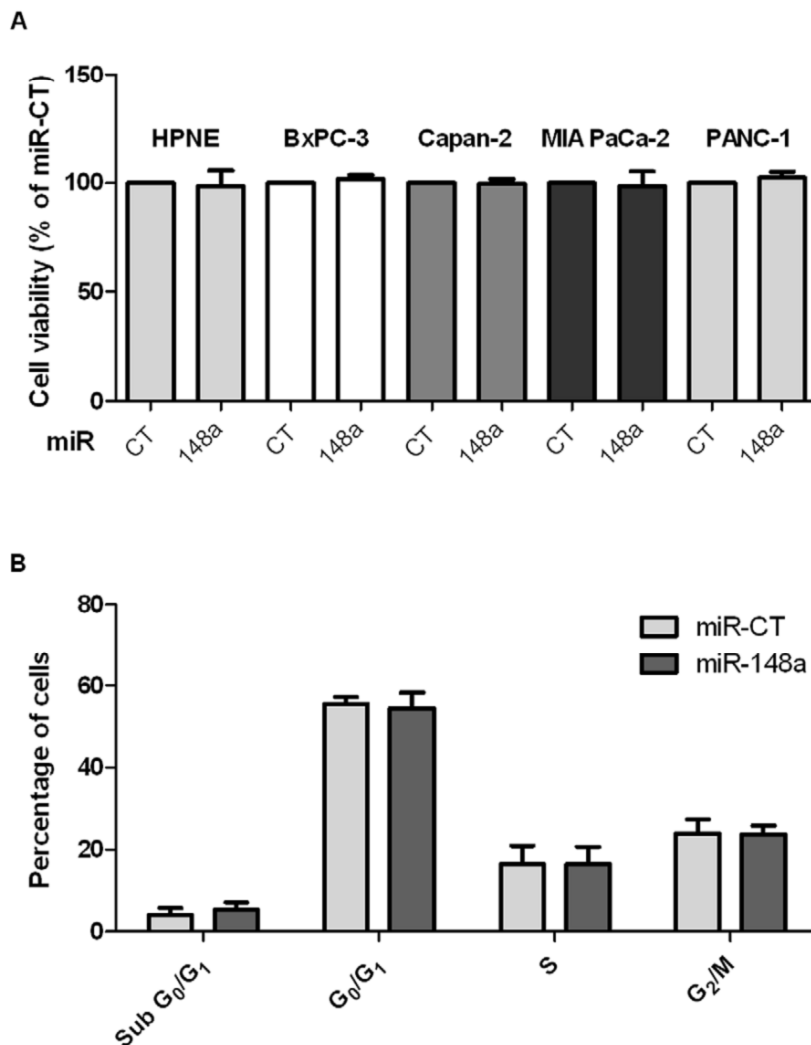 A
Cell viability (% of miR-CT)
150
100
50
0
HPNE
BxPC-3
Capan-2
MIA PaCa-2
PANC-1
miR
CT
148a
CT
148a
CT
148a
CT
148a
CT
148a
B
Percentage of cells
80
60
40
20
0
miR-CT
miR-148a
Sub G₀/G₁
G₀/G₁
S
G₂/M